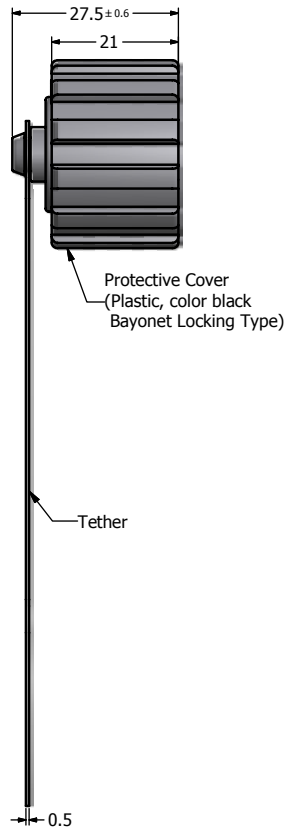 27.5 ± 0.6
21
Protective Cover
(Plastic, color black
Bayonet Locking Type)
Tether
0.5